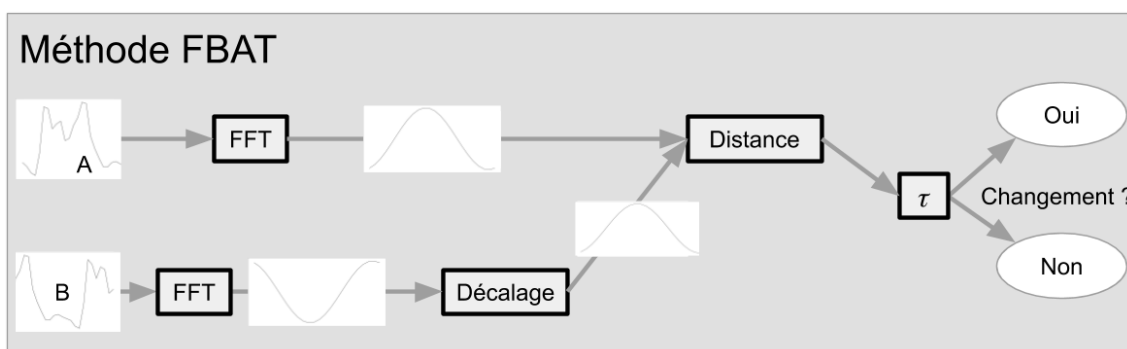 Méthode FBAT
A
FFT
Distance
Oui
τ
Changement ?
B
FFT
Décalage
Non